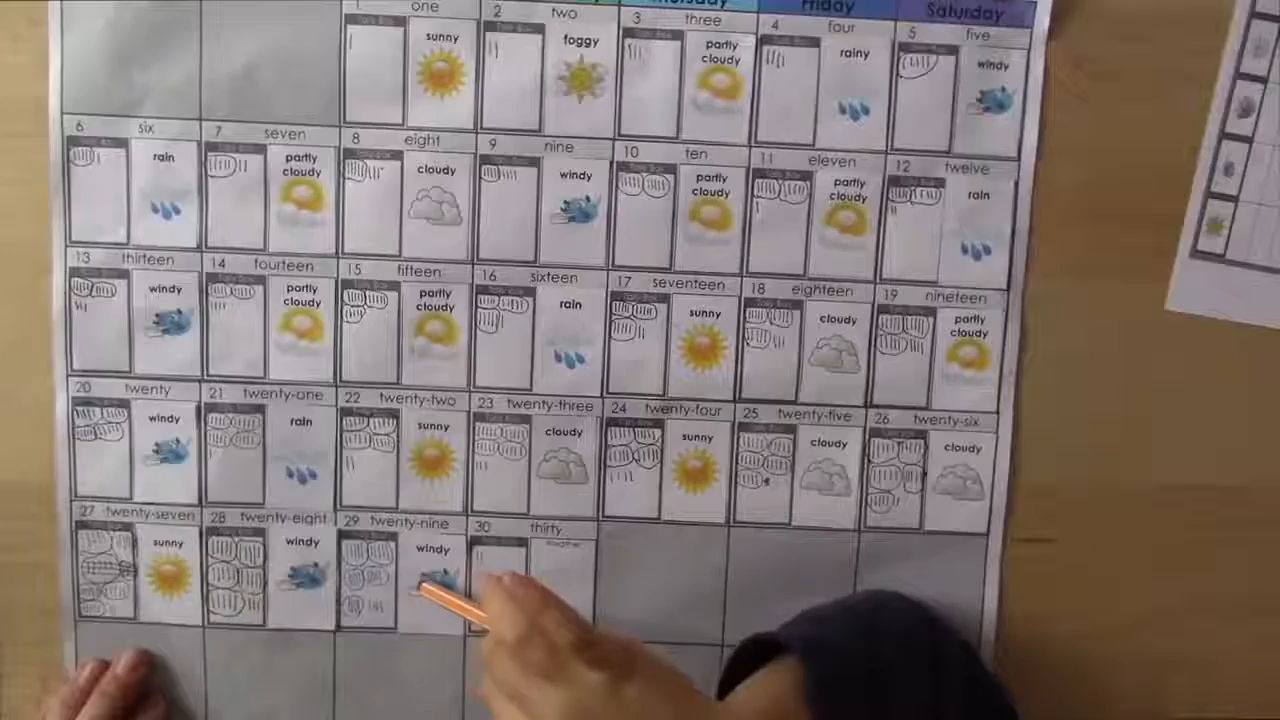 Thursday Friday Saturday
1 one 2 two 3 three 4 four 5 five
sunny foggy partly cloudy rainy windy
6 six 7 seven 8 eight 9 nine 10 ten 11 eleven 12 twelve
rain partly cloudy cloudy windy partly cloudy partly cloudy rain
13 thirteen 14 fourteen 15 fifteen 16 sixteen 17 seventeen 18 eighteen 19 nineteen
windy partly cloudy partly cloudy rain sunny cloudy partly cloudy
20 twenty 21 twenty-one 22 twenty-two 23 twenty-three 24 twenty-four 25 twenty-five 26 twenty-six
windy rain sunny cloudy sunny cloudy cloudy
27 twenty-seven 28 twenty-eight 29 twenty-nine 30 thirty
sunny windy windy Weather